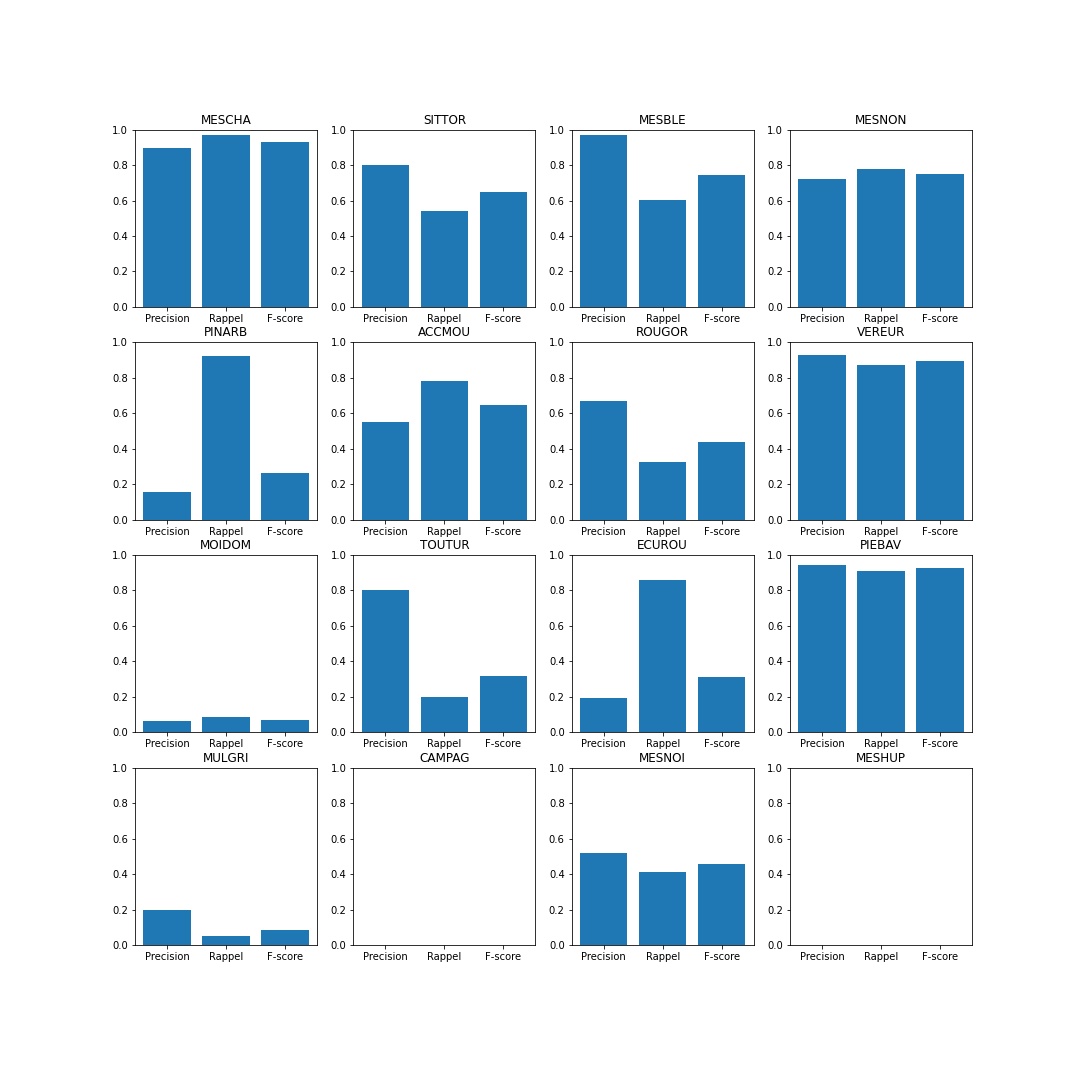 MESCHA SITTOR MESBLE MESNON
1.0 1.0 1.0 1.0
0.8 0.8 0.8 0.8
0.6 0.6 0.6 0.6
0.4 0.4 0.4 0.4
0.2 0.2 0.2 0.2
0.0 0.0 0.0 0.0
Precision Rappel F-score Precision Rappel F-score Precision Rappel F-score Precision Rappel F-score
PINARB ACCMOU ROUGOR VEREUR
1.0 1.0 1.0 1.0
0.8 0.8 0.8 0.8
0.6 0.6 0.6 0.6
0.4 0.4 0.4 0.4
0.2 0.2 0.2 0.2
0.0 0.0 0.0 0.0
Precision Rappel F-score Precision Rappel F-score Precision Rappel F-score Precision Rappel F-score
MOIDOM TOUTUR ECUROU PIEBAV
1.0 1.0 1.0 1.0
0.8 0.8 0.8 0.8
0.6 0.6 0.6 0.6
0.4 0.4 0.4 0.4
0.2 0.2 0.2 0.2
0.0 0.0 0.0 0.0
Precision Rappel F-score Precision Rappel F-score Precision Rappel F-score Precision Rappel F-score
MULGRI CAMPAG MESNOI MESHUP
1.0 1.0 1.0 1.0
0.8 0.8 0.8 0.8
0.6 0.6 0.6 0.6
0.4 0.4 0.4 0.4
0.2 0.2 0.2 0.2
0.0 0.0 0.0 0.0
Precision Rappel F-score Precision Rappel F-score Precision Rappel F-score Precision Rappel F-score